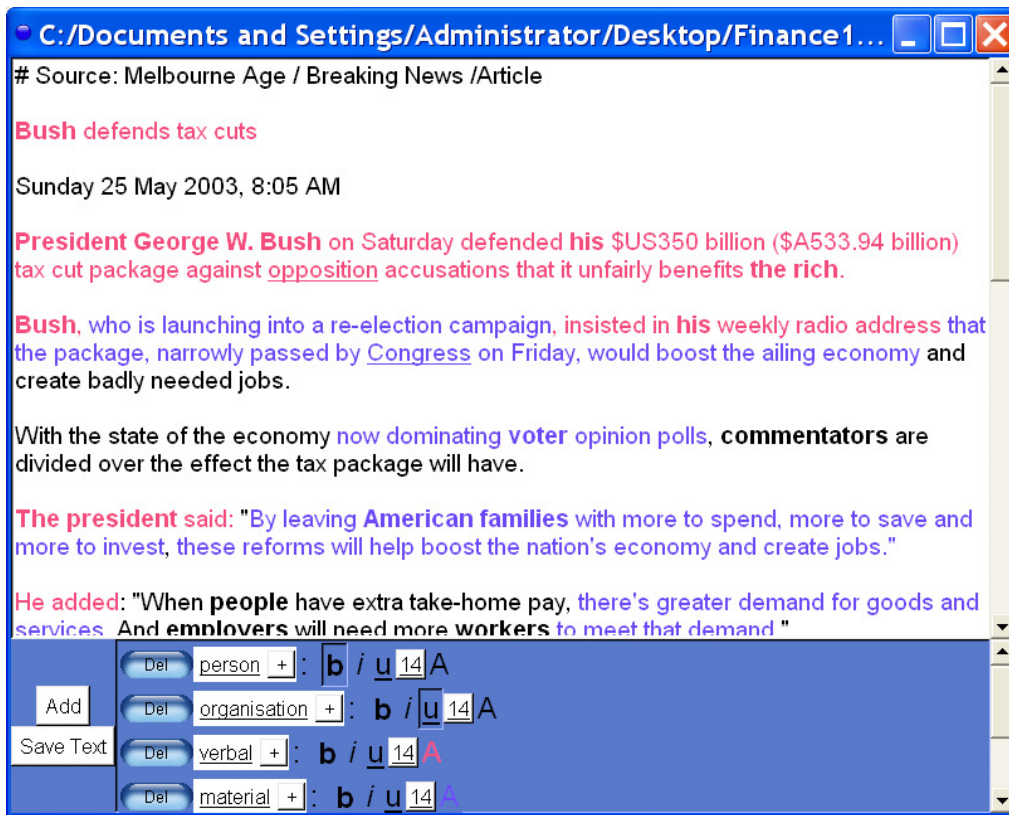 C:/Documents and Settings/Administrator/Desktop/Finance1...
# Source: Melbourne Age / Breaking News /Article
Bush defends tax cuts
Sunday 25 May 2003, 8:05 AM
President George W. Bush on Saturday defended his $US350 billion ($A533.94 billion)
tax cut package against opposition accusations that it unfairly benefits the rich.
Bush, who is launching into a re-election campaign, insisted in his weekly radio address that
the package, narrowly passed by Congress on Friday, would boost the ailing economy and
create badly needed jobs.
With the state of the economy now dominating voter opinion polls, commentators are
divided over the effect the tax package will have.
The president said: "By leaving American families with more to spend, more to save and
more to invest, these reforms will help boost the nation's economy and create jobs."
He added: "When people have extra take-home pay, there's greater demand for goods and
services. And employers will need more workers to meet that demand."
Add
Save Text
Del person + : b i u 14 A
Del organisation + : b i u 14 A
Del verbal + : b i u 14 A
Del material + : b i u 14 A